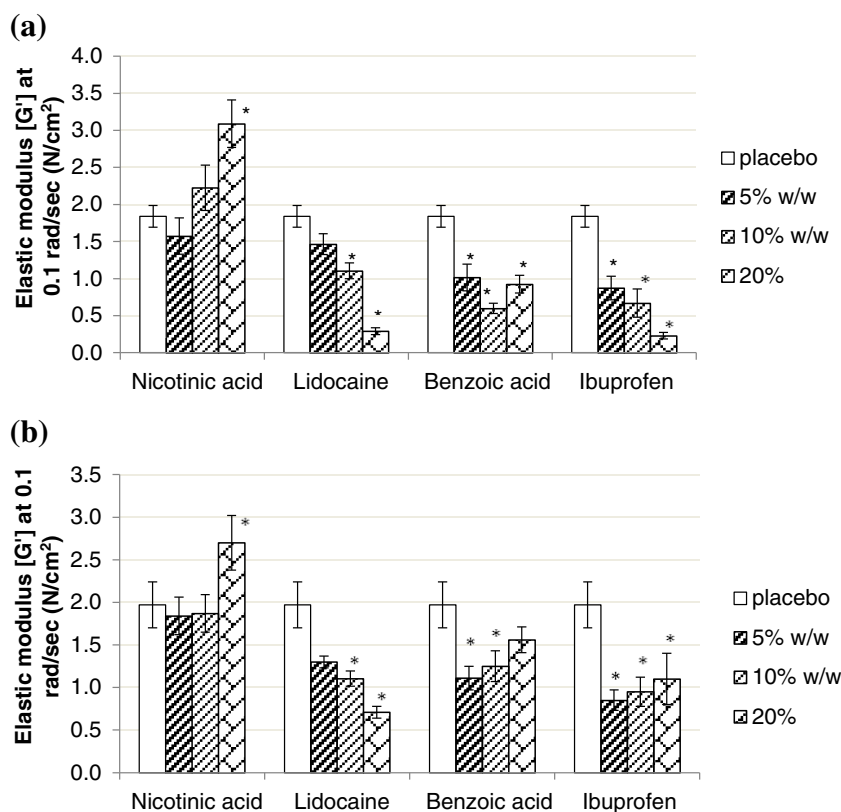 (a)
Elastic modulus [G'] at
0.1 rad/sec (N/cm²)
4.0
3.5
3.0
2.5
2.0
1.5
1.0
0.5
0.0
*
* *
* * *
* * *
Nicotinic acid Lidocaine Benzoic acid Ibuprofen
placebo
5% w/w
10% w/w
20%
(b)
Elastic modulus [G'] at 0.1
rad/sec (N/cm²)
3.5
3.0
2.5
2.0
1.5
1.0
0.5
0.0
*
* *
* *
* * *
Nicotinic acid Lidocaine Benzoic acid Ibuprofen
placebo
5% w/w
10% w/w
20%